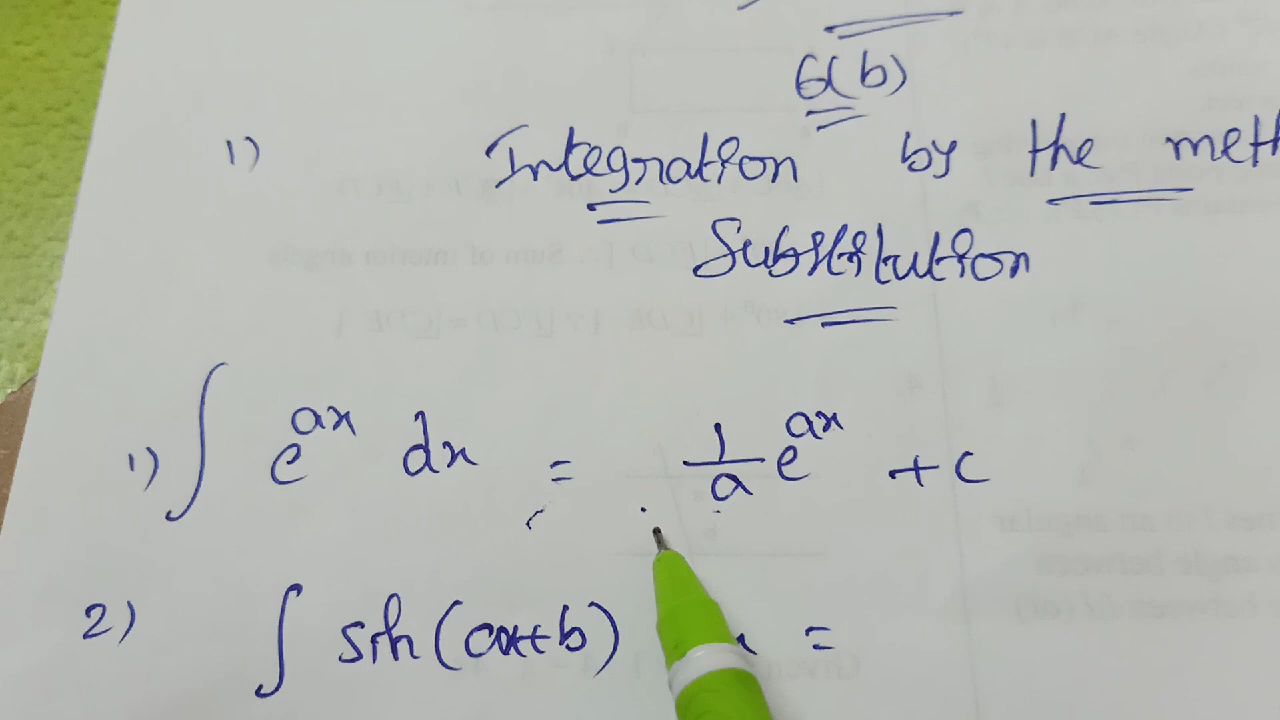 6(b)
1) Integration by the meth
Substitution
1) ∫ e^{ax} dx = 1/a e^{ax} + c
2) ∫ sin(ax+b) =